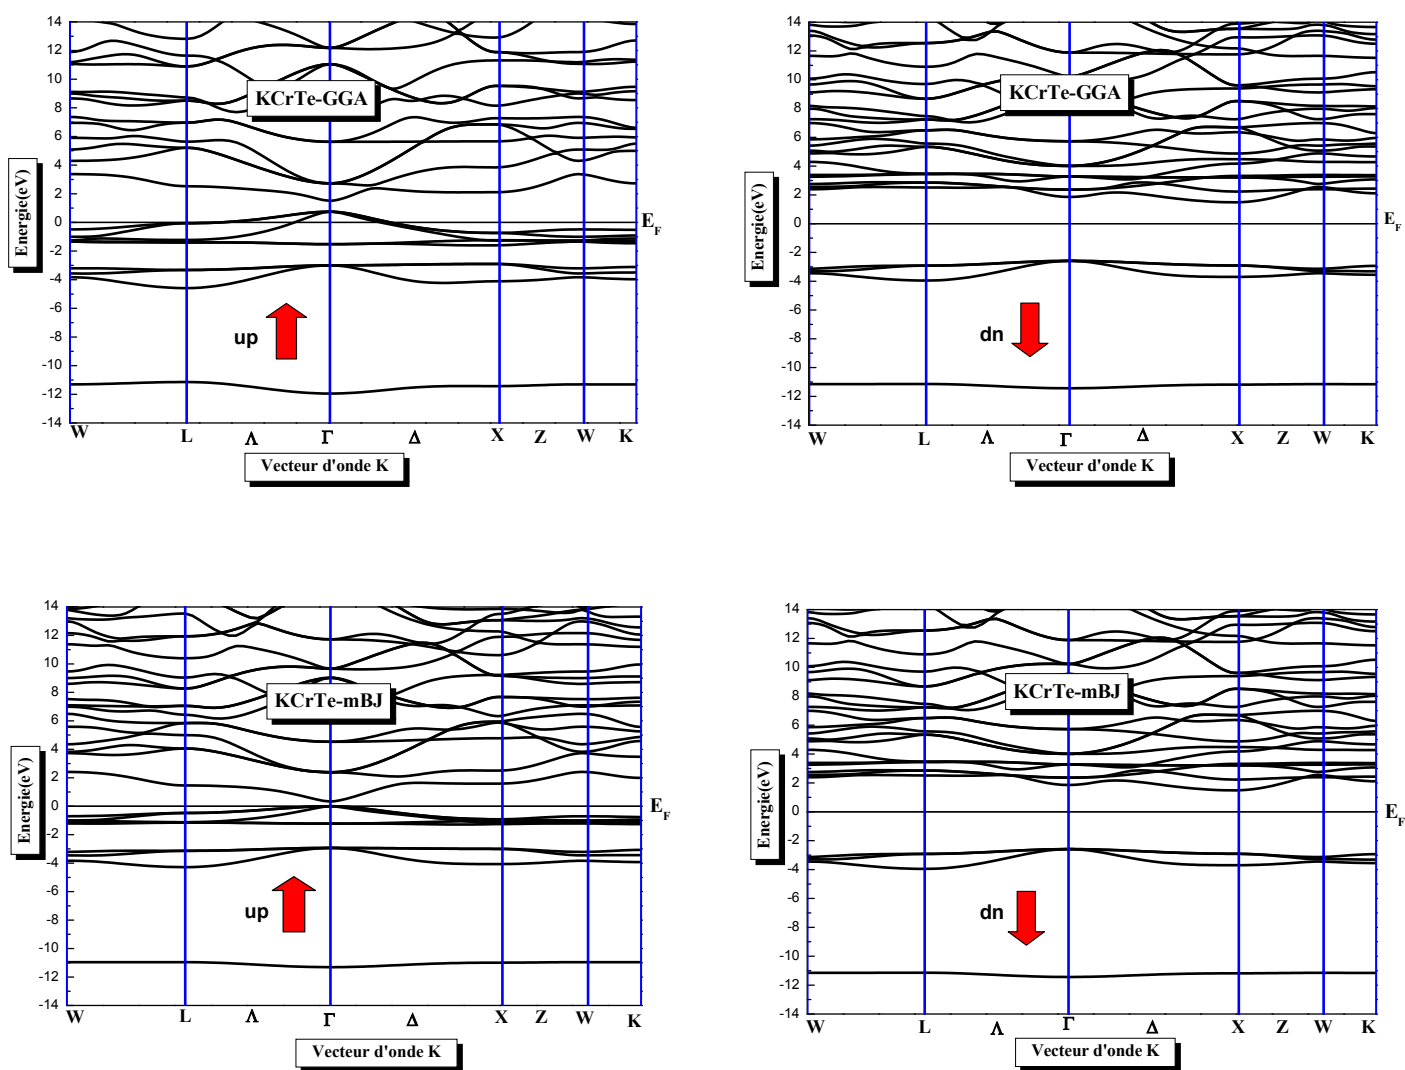 14
12
10
8
6
4
2
0
-2
-4
-6
-8
-10
-12
-14
Energie(eV)
KCrTe-GGA
E_F
up
W L Λ Γ Δ X Z W K
Vecteur d'onde K
14
12
10
8
6
4
2
0
-2
-4
-6
-8
-10
-12
-14
Energie(eV)
KCrTe-GGA
E_F
dn
W L Λ Γ Δ X Z W K
Vecteur d'onde K
14
12
10
8
6
4
2
0
-2
-4
-6
-8
-10
-12
-14
Energie(eV)
KCrTe-mBJ
E_F
up
W L Λ Γ Δ X Z W K
Vecteur d'onde K
14
12
10
8
6
4
2
0
-2
-4
-6
-8
-10
-12
-14
Energie(eV)
KCrTe-mBJ
E_F
dn
W L Λ Γ Δ X Z W K
Vecteur d'onde K